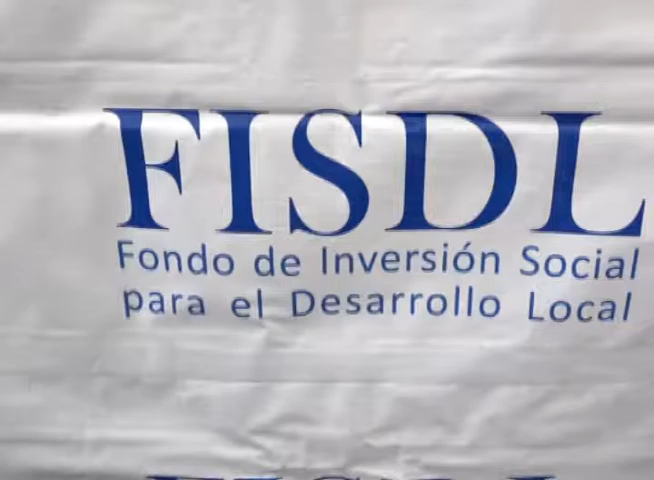 FISDL
Fondo de Inversión Social
para el Desarrollo Local